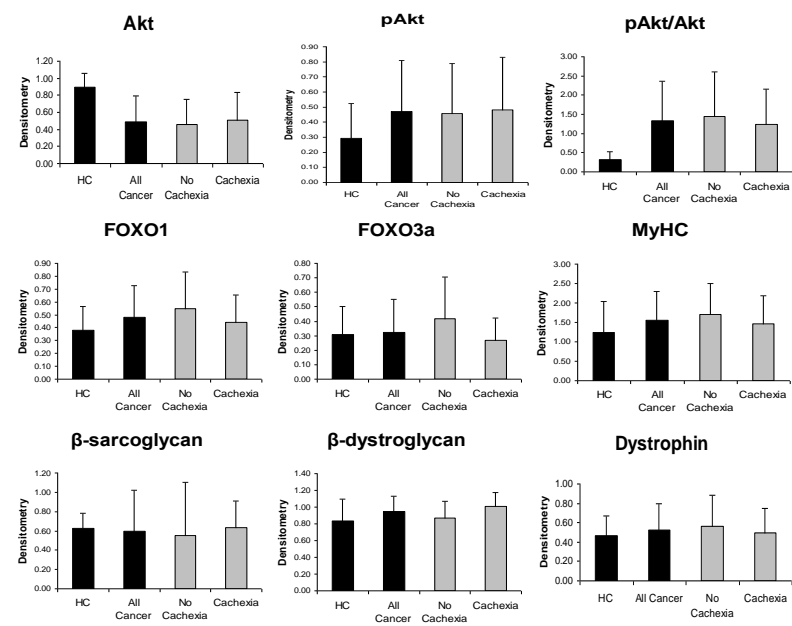 Akt
Densitometry
1.20
1.00
0.80
0.60
0.40
0.20
0.00
HC
All
Cancer
No
Cachexia
Cachexia
pAkt
Densitometry
0.90
0.80
0.70
0.60
0.50
0.40
0.30
0.20
0.10
0.00
HC
All
Cancer
No
Cachexia
Cachexia
pAkt/Akt
Densitometry
3.00
2.50
2.00
1.50
1.00
0.50
0.00
HC
All
Cancer
No
Cachexia
Cachexia
FOXO1
Densitometry
0.90
0.80
0.70
0.60
0.50
0.40
0.30
0.20
0.10
0.00
HC
All
Cancer
No
Cachexia
Cachexia
FOXO3a
Densitometry
0.80
0.70
0.60
0.50
0.40
0.30
0.20
0.10
0.00
HC
All
Cancer
No
Cachexia
Cachexia
MyHC
Densitometry
3.00
2.50
2.00
1.50
1.00
0.50
0.00
HC
All
Cancer
No
Cachexia
Cachexia
β-sarcoglycan
Densitometry
1.20
1.00
0.80
0.60
0.40
0.20
0.00
HC
All
Cancer
No
Cachexia
Cachexia
β-dystroglycan
Densitometry
1.40
1.20
1.00
0.80
0.60
0.40
0.20
0.00
HC
All
Cancer
No
Cachexia
Cachexia
Dystrophin
Densitometry
1.00
0.80
0.60
0.40
0.20
0.00
HC
All Cancer
No
Cachexia
Cachexia